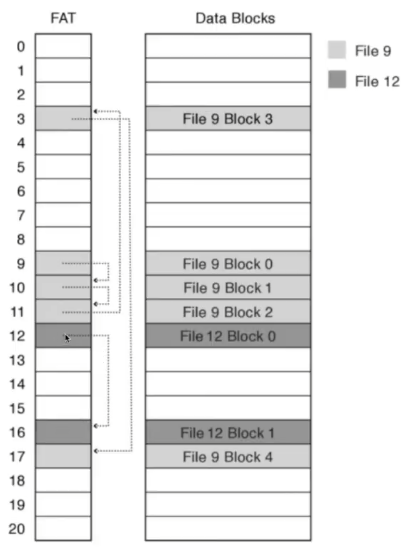 FAT Data Blocks
0
File 9
1
File 12
2
3 File 9 Block 3
4
5
6
7
8
9 File 9 Block 0
10 File 9 Block 1
11 File 9 Block 2
12 File 12 Block 0
13
14
15
16 File 12 Block 1
17 File 9 Block 4
18
19
20